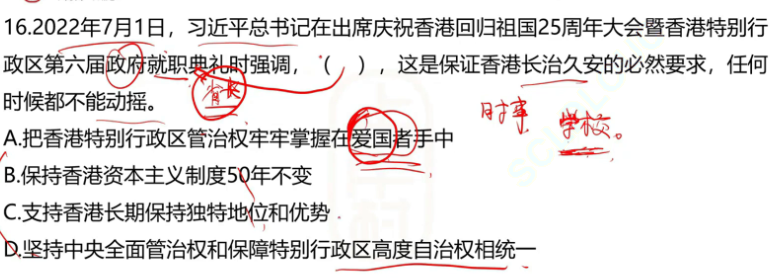 16.2022年7月1日，习近平总书记在出席庆祝香港回归祖国25周年大会暨香港特别行
政区第六届政府就职典礼时强调，（ ），这是保证香港长治久安的必然要求，任何
时候都不能动摇。
省长
时事
学校。
A.把香港特别行政区管治权牢牢掌握在爱国者手中
B.保持香港资本主义制度50年不变
C.支持香港长期保持独特地位和优势
D.坚持中央全面管治权和保障特别行政区高度自治权相统一